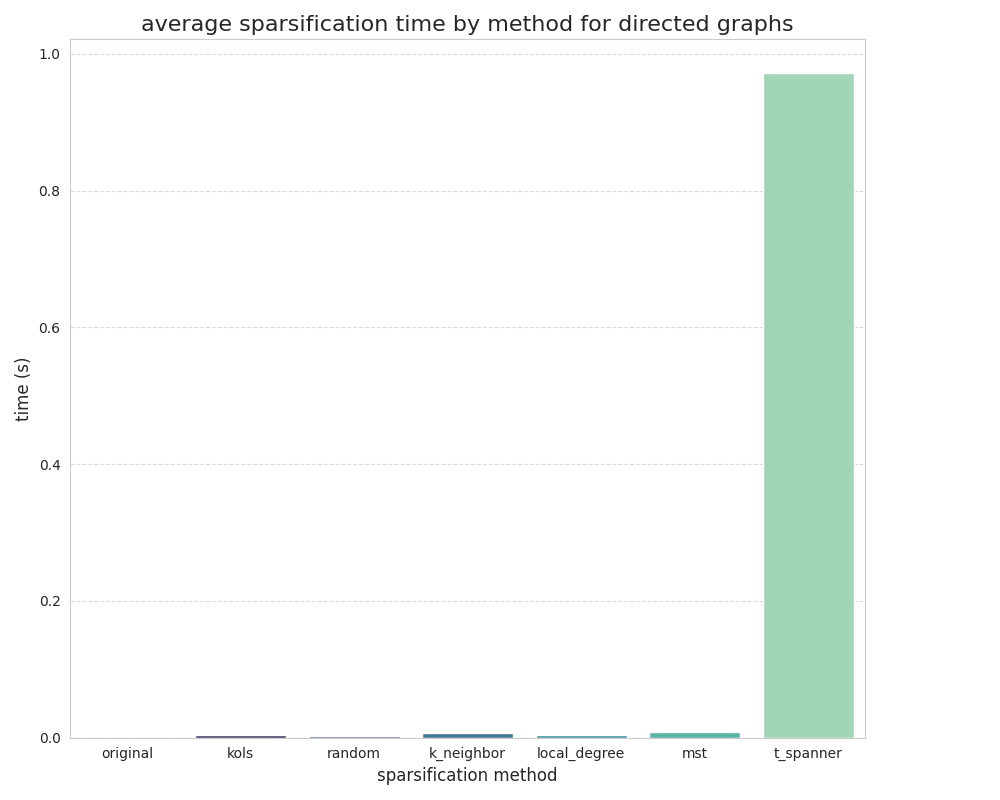 average sparsification time by method for directed graphs
1.0
0.8
0.6
0.4
0.2
0.0
time (s)
original kols random k_neighbor local_degree mst t_spanner
sparsification method